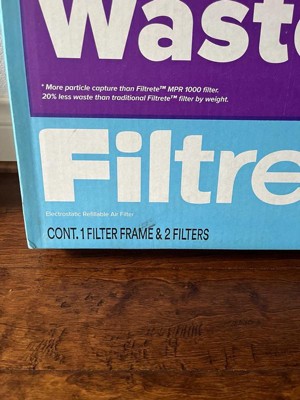 Waste
* More particle capture than Filtrete™ MPR 1000 filter.
20% less waste than traditional Filtrete™ filter by weight.
Filtre
Electrostatic Refillable Air Filter
CONT. 1 FILTER FRAME & 2 FILTERS